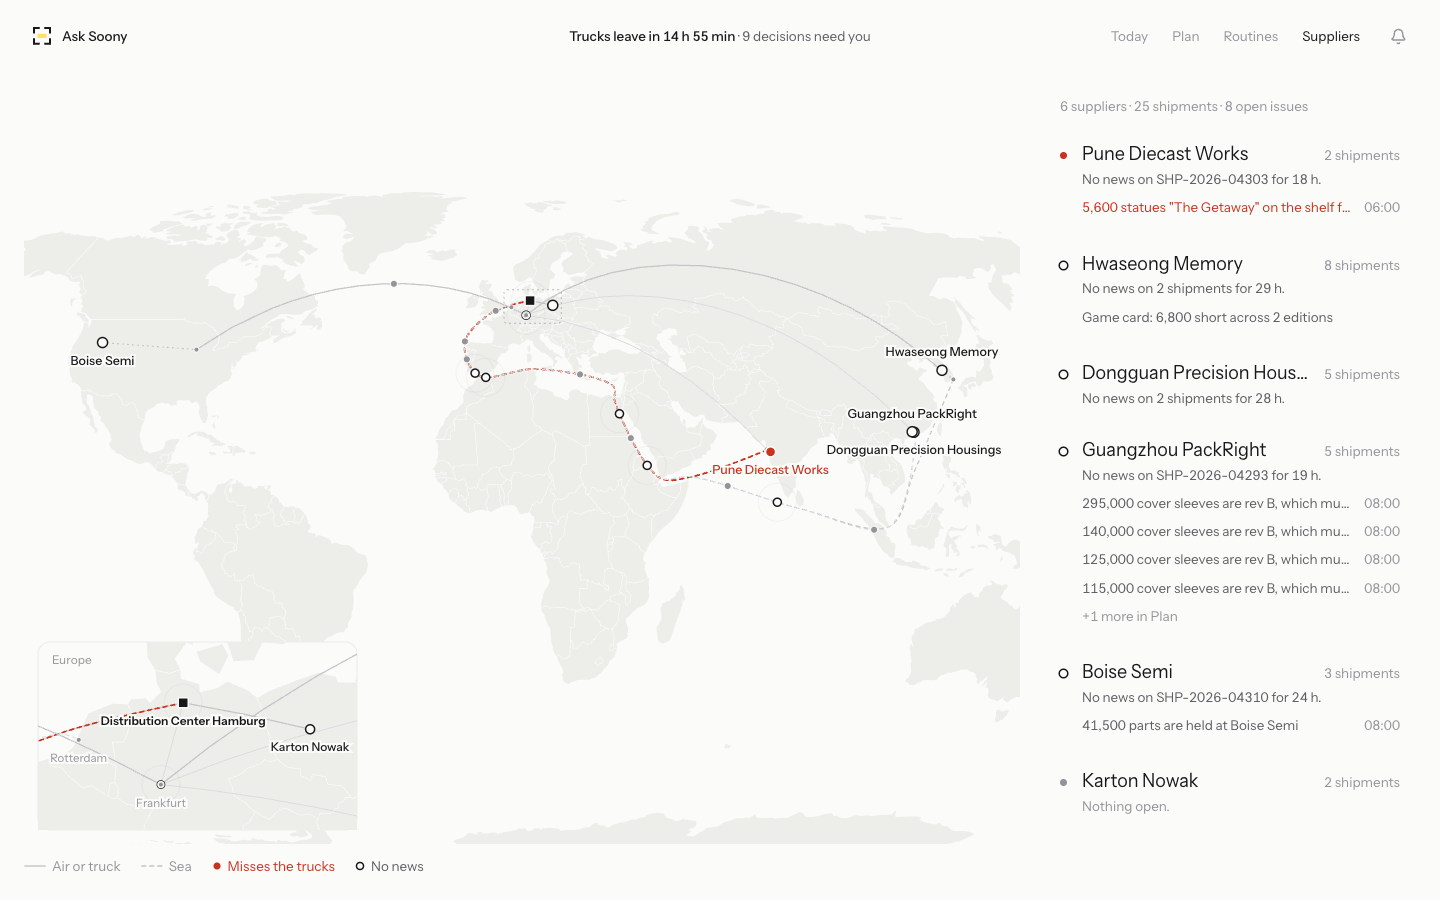 Ask Soony
Trucks leave in 14 h 55 min · 9 decisions need you
Today
Plan
Routines
Suppliers
6 suppliers · 25 shipments · 8 open issues
Pune Diecast Works
2 shipments
No news on SHP-2026-04303 for 18 h.
5,600 statues "The Getaway" on the shelf f…
06:00
Hwaseong Memory
8 shipments
No news on 2 shipments for 29 h.
Game card: 6,800 short across 2 editions
Dongguan Precision Hous…
5 shipments
No news on 2 shipments for 28 h.
Guangzhou PackRight
5 shipments
No news on SHP-2026-04293 for 19 h.
295,000 cover sleeves are rev B, which mu…
08:00
140,000 cover sleeves are rev B, which mu…
08:00
125,000 cover sleeves are rev B, which mu…
08:00
115,000 cover sleeves are rev B, which mu…
08:00
+1 more in Plan
Boise Semi
3 shipments
No news on SHP-2026-04310 for 24 h.
41,500 parts are held at Boise Semi
08:00
Karton Nowak
2 shipments
Nothing open.
Boise Semi
Hwaseong Memory
Guangzhou PackRight
Dongguan Precision Housings
Pune Diecast Works
Europe
Distribution Center Hamburg
Karton Nowak
Rotterdam
Frankfurt
Air or truck
Sea
Misses the trucks
No news